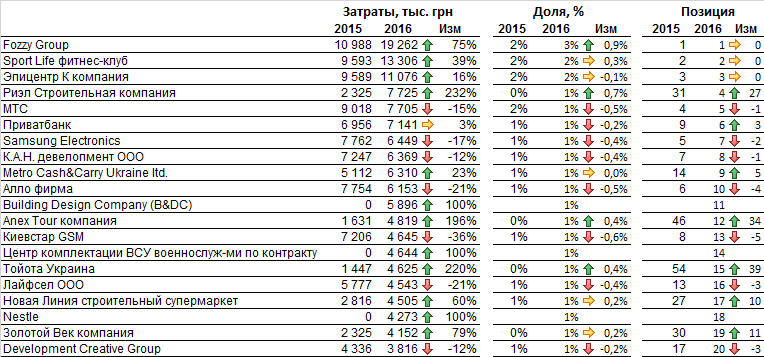 Затраты, тыс. грн Доля, % Позиция
2015 2016 Изм 2015 2016 Изм 2015 2016 Изм
Fozzy Group 10 988 19 262 75% 2% 3% 0,9% 1 1 0
Sport Life фитнес-клуб 9 593 13 306 39% 2% 2% 0,3% 2 2 0
Эпицентр К компания 9 589 11 076 16% 2% 2% -0,1% 3 3 0
Риэл Строительная компания 2 325 7 725 232% 0% 1% 0,7% 31 4 27
МТС 9 018 7 705 -15% 2% 1% -0,5% 4 5 -1
Приватбанк 6 956 7 141 3% 1% 1% -0,2% 9 6 3
Samsung Electronics 7 762 6 449 -17% 1% 1% -0,4% 5 7 -2
К.А.Н. девелопмент ООО 7 247 6 369 -12% 1% 1% -0,4% 7 8 -1
Metro Cash&Carry Ukraine ltd. 5 112 6 310 23% 1% 1% 0,0% 14 9 5
Алло фирма 7 754 6 153 -21% 1% 1% -0,5% 6 10 -4
Building Design Company (B&DC) 0 5 896 100% 1% 11
Anex Tour компания 1 631 4 819 196% 0% 1% 0,4% 46 12 34
Киевстар GSM 7 206 4 645 -36% 1% 1% -0,6% 8 13 -5
Центр комплектации ВСУ военнослуж-ми по контракту 0 4 644 100% 1% 14
Тойота Украина 1 447 4 625 220% 0% 1% 0,4% 54 15 39
Лайфсел ООО 5 777 4 543 -21% 1% 1% -0,4% 13 16 -3
Новая Линия строительный супермаркет 2 816 4 505 60% 1% 1% 0,2% 27 17 10
Nestle 0 4 273 100% 1% 18
Золотой Век компания 2 325 4 152 79% 0% 1% 0,2% 30 19 11
Development Creative Group 4 336 3 816 -12% 1% 1% -0,2% 17 20 -3